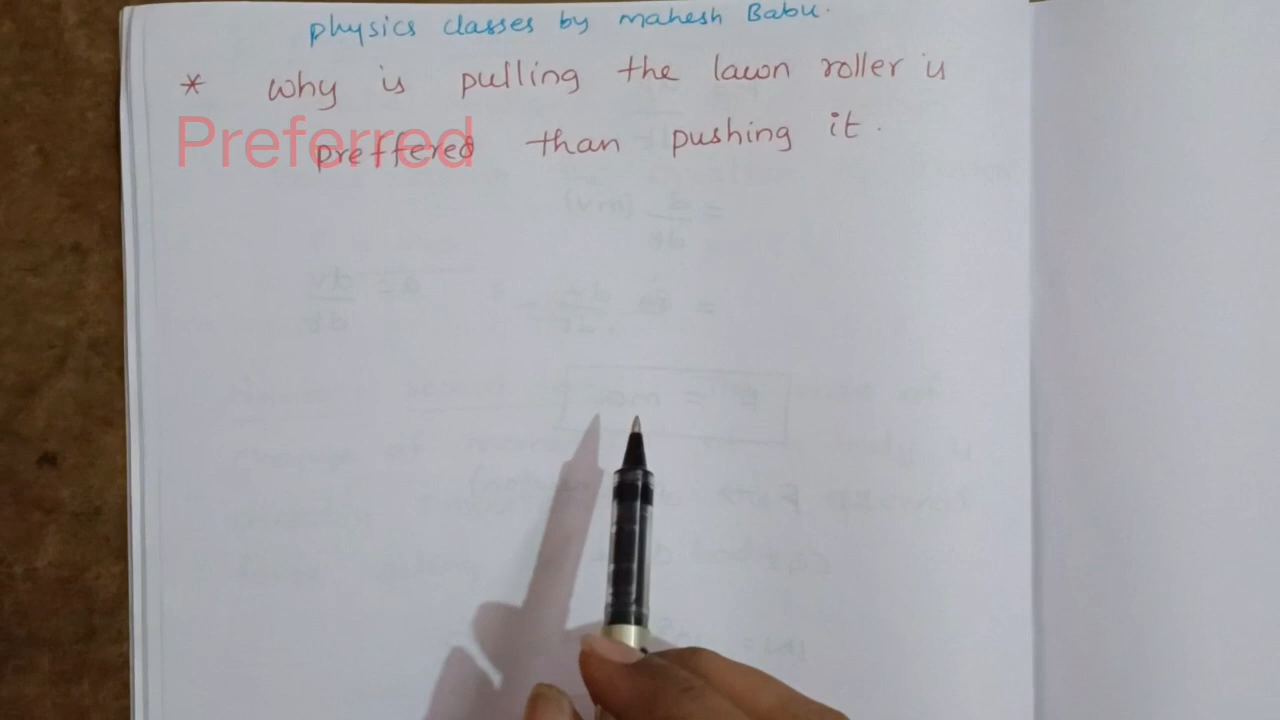 physics classes by mahesh Babu.
* why is pulling the lawn roller is
Preferred
preffered than pushing it.